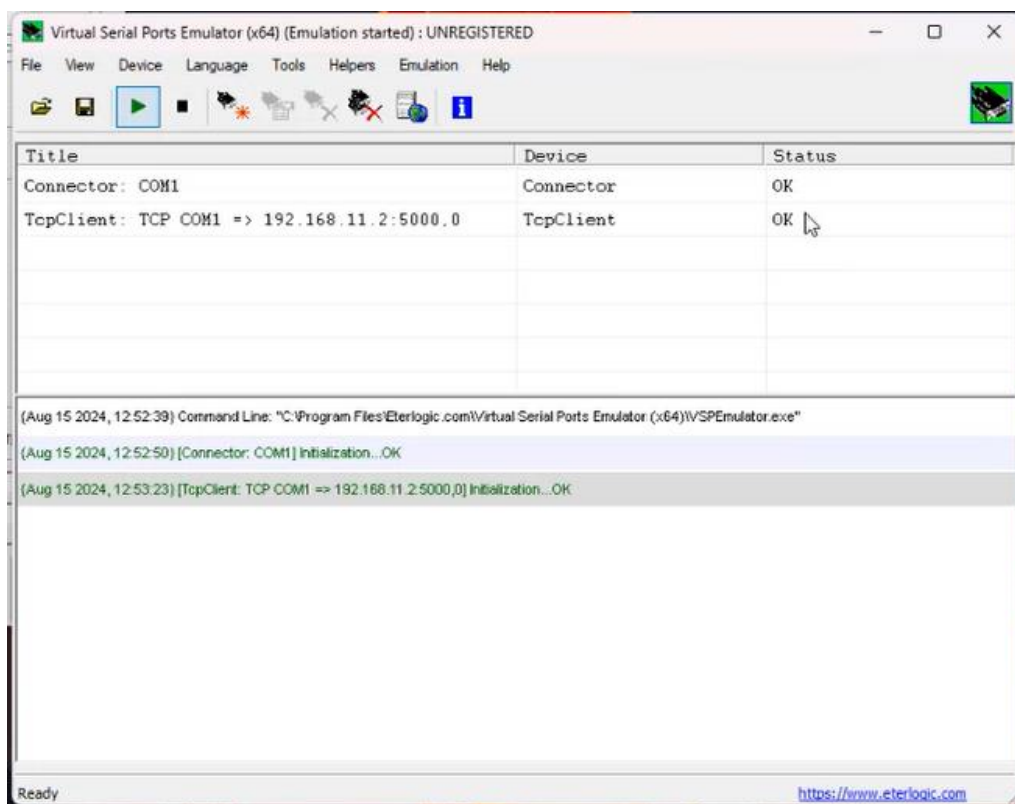 Virtual Serial Ports Emulator (x64) (Emulation started) : UNREGISTERED
File View Device Language Tools Helpers Emulation Help
Title Device Status
Connector: COM1 Connector OK
TcpClient: TCP COM1 => 192.168.11.2:5000,0 TcpClient OK
(Aug 15 2024, 12:52:39) Command Line: "C:\Program Files\Eterlogic.com\Virtual Serial Ports Emulator (x64)\VSPEmulator.exe"
(Aug 15 2024, 12:52:50) [Connector: COM1] Initialization...OK
(Aug 15 2024, 12:53:23) [TcpClient: TCP COM1 => 192.168.11.2:5000,0] Initialization...OK
Ready https://www.eterlogic.com